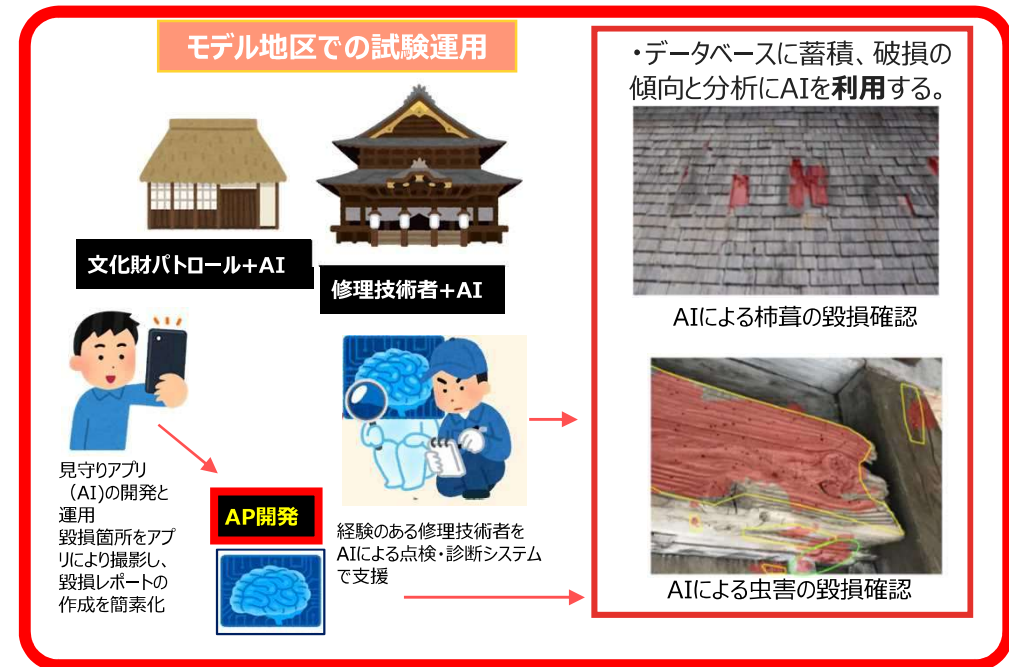 モデル地区での試験運用
文化財パトロール+AI
修理技術者+AI
見守りアプリ
（AI)の開発と
運用
毀損箇所をアプ
リにより撮影し、
毀損レポートの
作成を簡素化
AP開発
経験のある修理技術者を
AIによる点検・診断システム
で支援
・データベースに蓄積、破損の
傾向と分析にAIを利用する。
AIによる柿葺の毀損確認
AIによる虫害の毀損確認